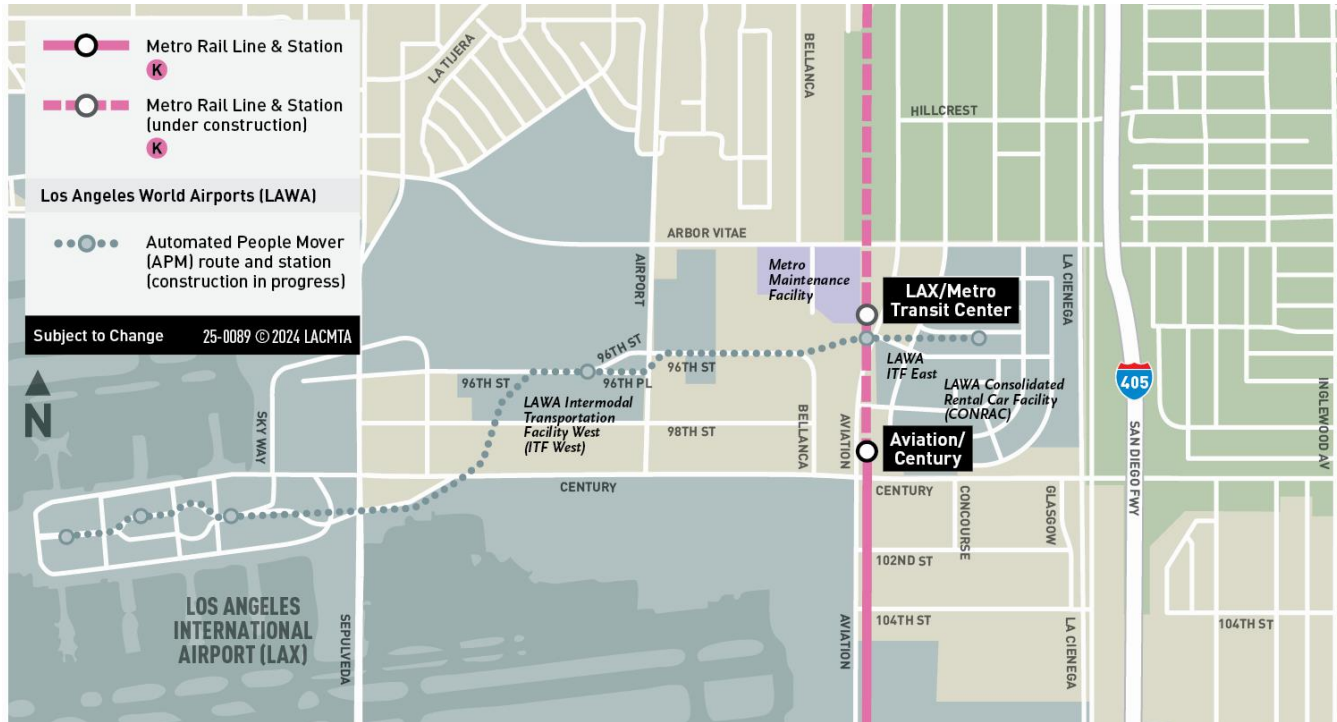 Metro Rail Line & Station
K
Metro Rail Line & Station
(under construction)
K
Los Angeles World Airports (LAWA)
Automated People Mover
(APM) route and station
(construction in progress)
Subject to Change
25-0089 © 2024 LACMTA
N
LA TIJERA
BELLANCA
HILLCREST
ARBOR VITAE
AIRPORT
Metro
Maintenance
Facility
LAX/Metro
Transit Center
LA CIENEGA
96TH ST
96TH ST
96TH PL
96TH ST
LAWA
ITF East
LAWA Consolidated
Rental Car Facility
(CONRAC)
405
LAWA Intermodal
Transportation
Facility West
(ITF West)
SKY WAY
98TH ST
BELLANCA
AVIATION
Aviation/
Century
SAN DIEGO FWY
INGLEWOOD AV
CENTURY
CENTURY
CONCOURSE
GLASGOW
102ND ST
LOS ANGELES
INTERNATIONAL
AIRPORT (LAX)
SEPULVEDA
AVIATION
104TH ST
LA CIENEGA
104TH ST